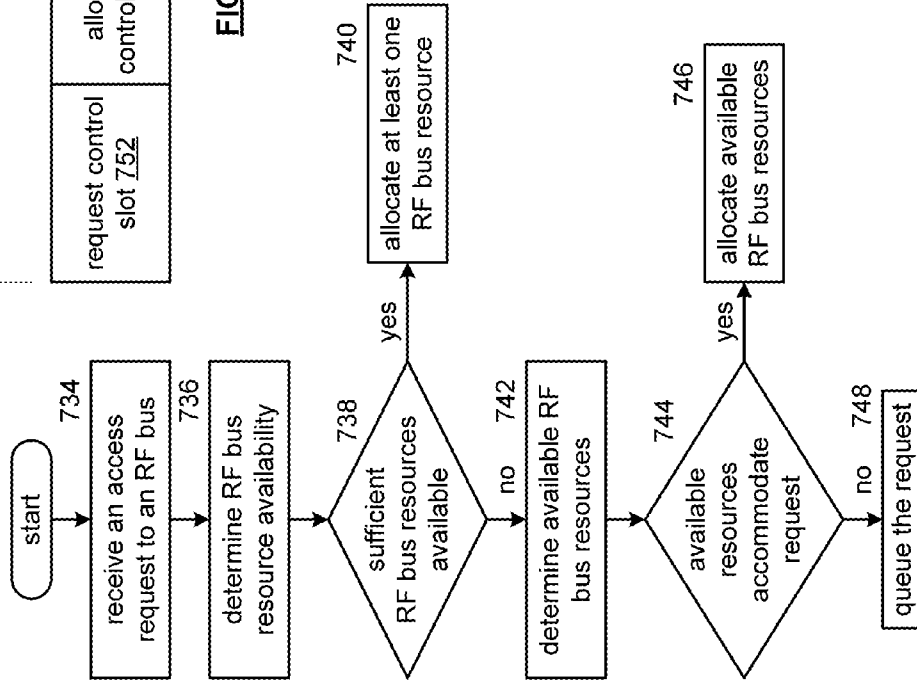 start
734
receive an access
request to an RF bus
736
determine RF bus
resource availability
738
sufficient
RF bus resources
available
yes
740
allocate at least one
RF bus resource
no
742
determine available RF
bus resources
744
available
resources
accommodate
request
yes
746
allocate available
RF bus resources
no
748
queue the request
request control
slot 752